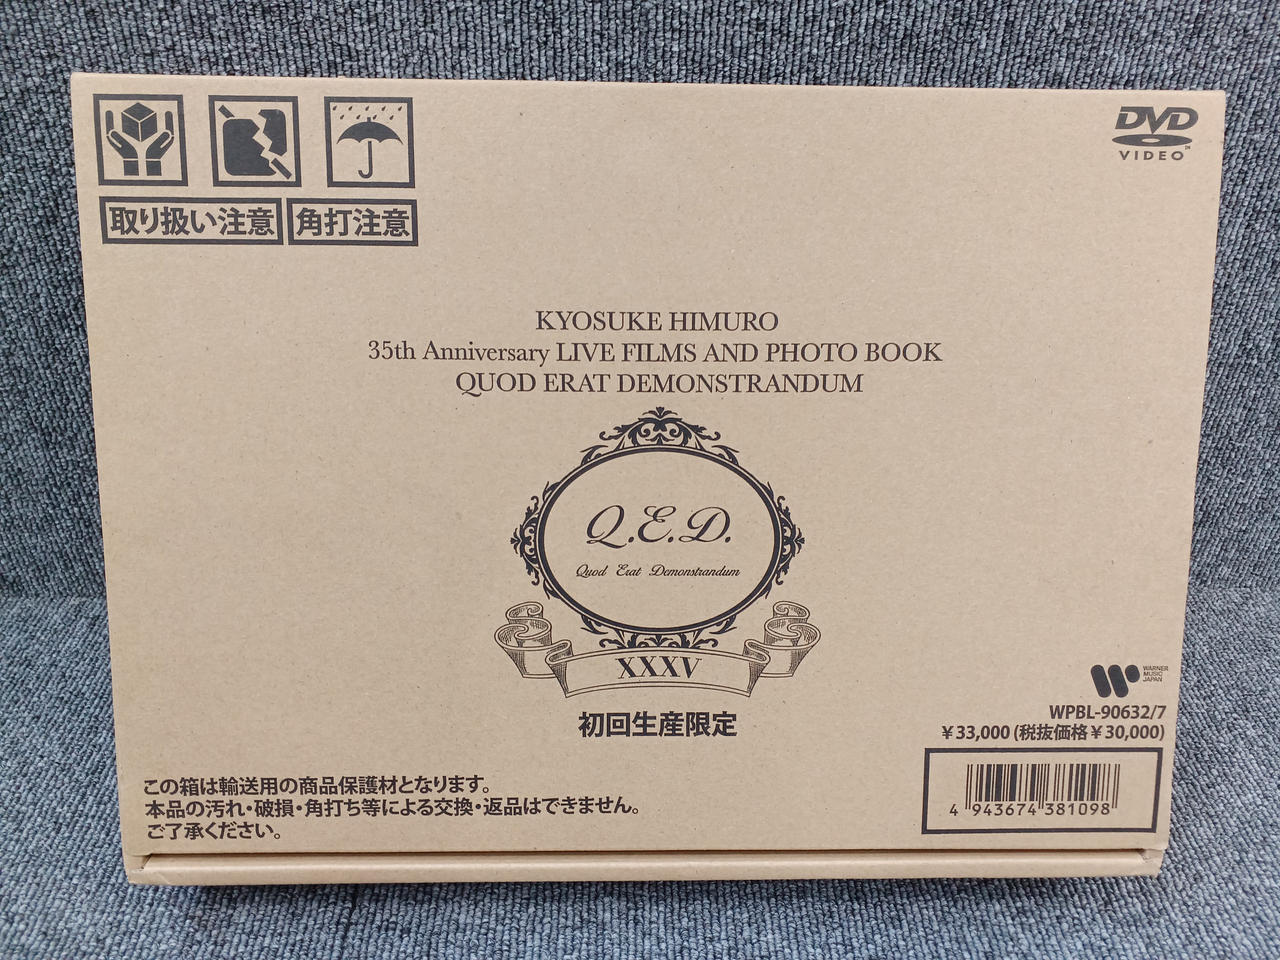 取り扱い注意 角打注意
DVD
VIDEO
KYOSUKE HIMURO
35th Anniversary LIVE FILMS AND PHOTO BOOK
QUOD ERAT DEMONSTRANDUM
Q.E.D.
Quod Erat Demonstrandum
XXXV
初回生産限定
WARNER
MUSIC
JAPAN
WPBL-90632/7
¥33,000 (税抜価格¥30,000)
4 943674 381098
この箱は輸送用の商品保護材となります。
本品の汚れ・破損・角打ち等による交換・返品はできません。
ご了承ください。